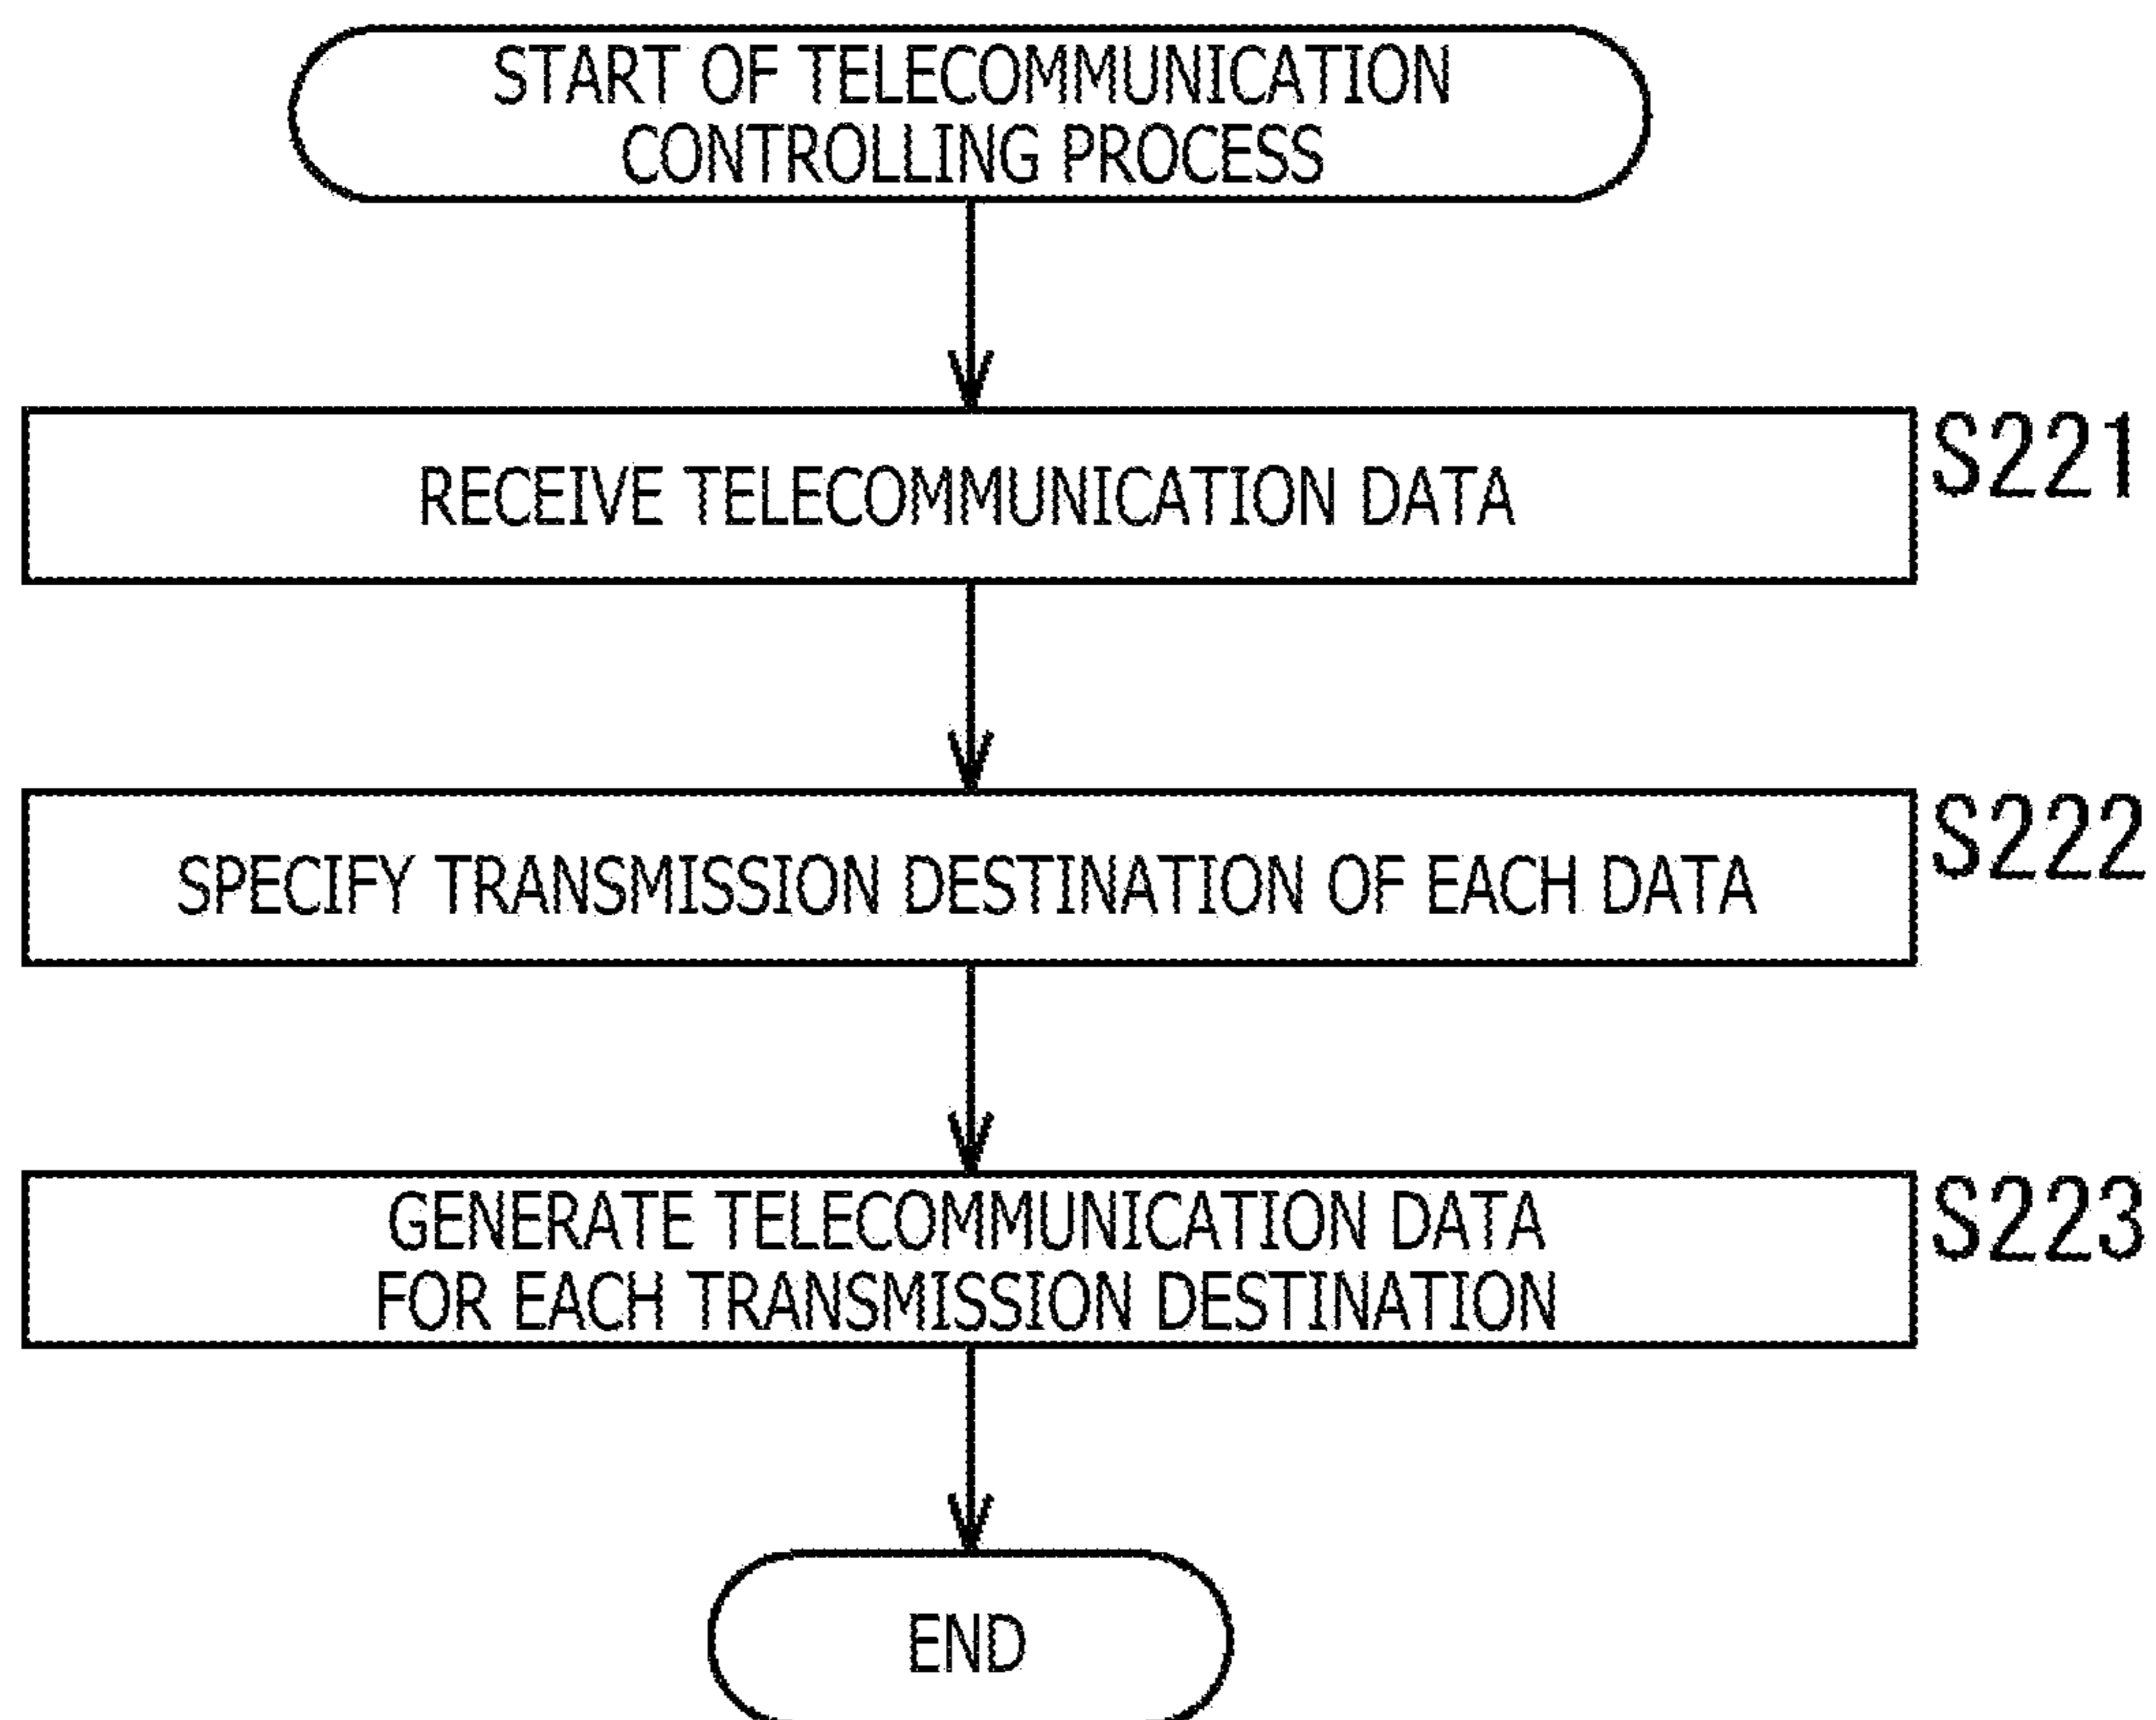 START OF TELECOMMUNICATION
CONTROLLING PROCESS
RECEIVE TELECOMMUNICATION DATA
S221
SPECIFY TRANSMISSION DESTINATION OF EACH DATA
S222
GENERATE TELECOMMUNICATION DATA
FOR EACH TRANSMISSION DESTINATION
S223
END